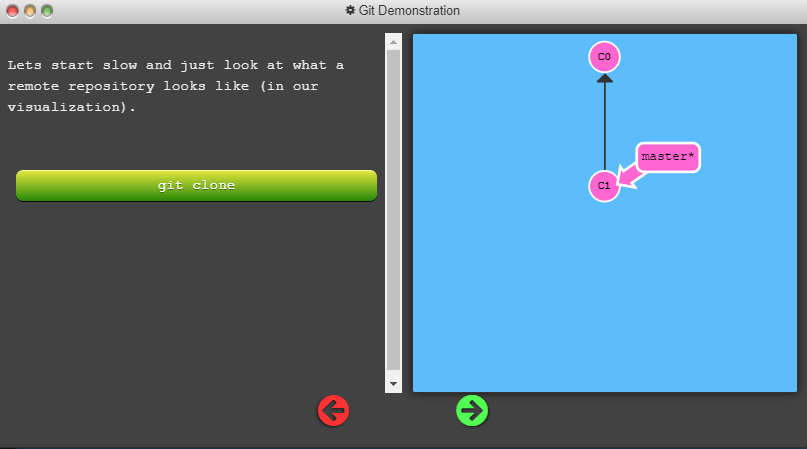 Git Demonstration
Lets start slow and just look at what a
remote repository looks like (in our
visualization).
git clone
C0
master*
C1